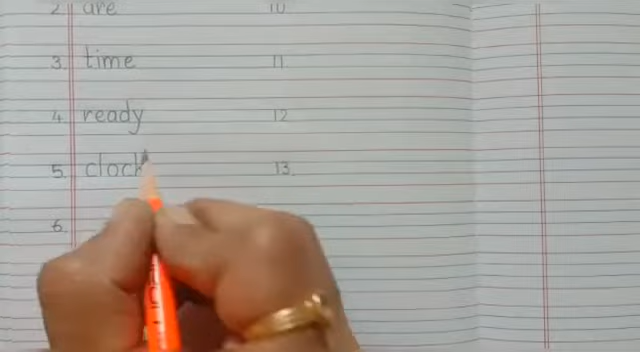 2. are 10
3. time 11
4. ready 12
5. clock 13.
6.